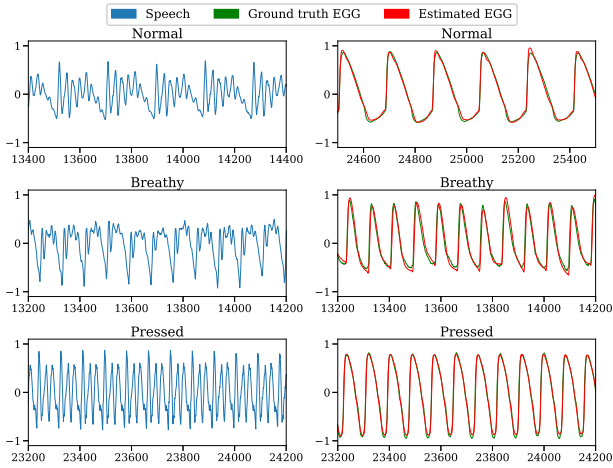 Speech Ground truth EGG Estimated EGG
Normal Normal
1 1
0 0
−1 −1
13400 13600 13800 14000 14200 14400 24600 24800 25000 25200 25400
Breathy Breathy
1 1
0 0
−1 −1
13200 13400 13600 13800 14000 14200 13200 13400 13600 13800 14000 14200
Pressed Pressed
1 1
0 0
−1 −1
23200 23400 23600 23800 24000 24200 23200 23400 23600 23800 24000 24200